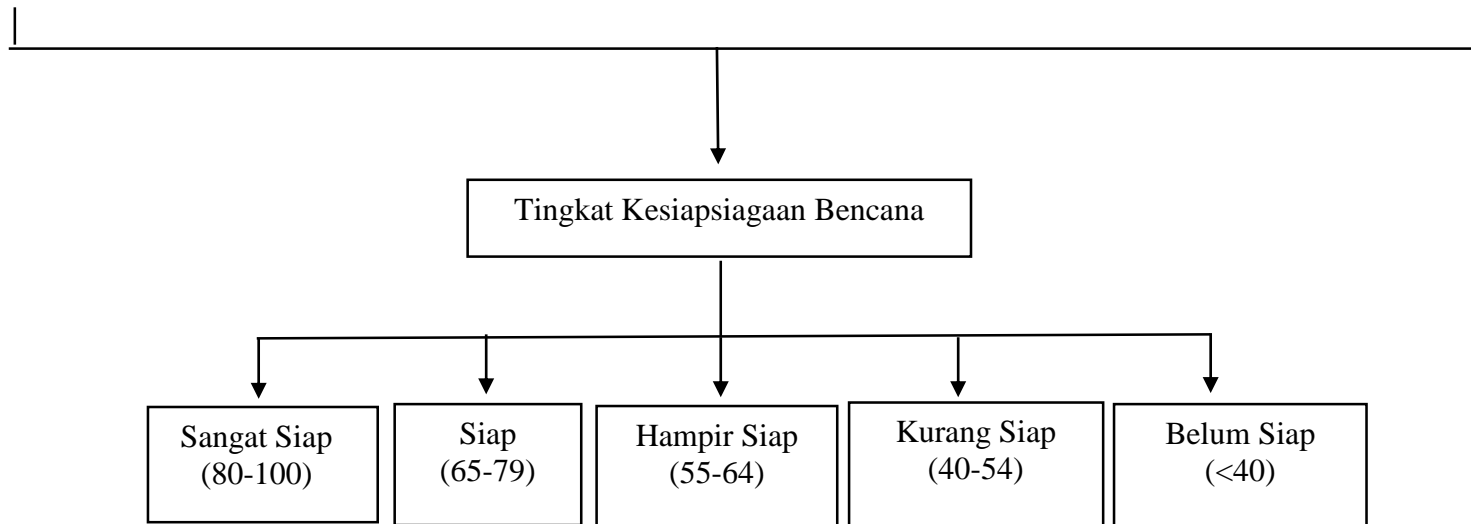 Tingkat Kesiapsiagaan Bencana
Sangat Siap
(80-100)
Siap
(65-79)
Hampir Siap
(55-64)
Kurang Siap
(40-54)
Belum Siap
(<40)